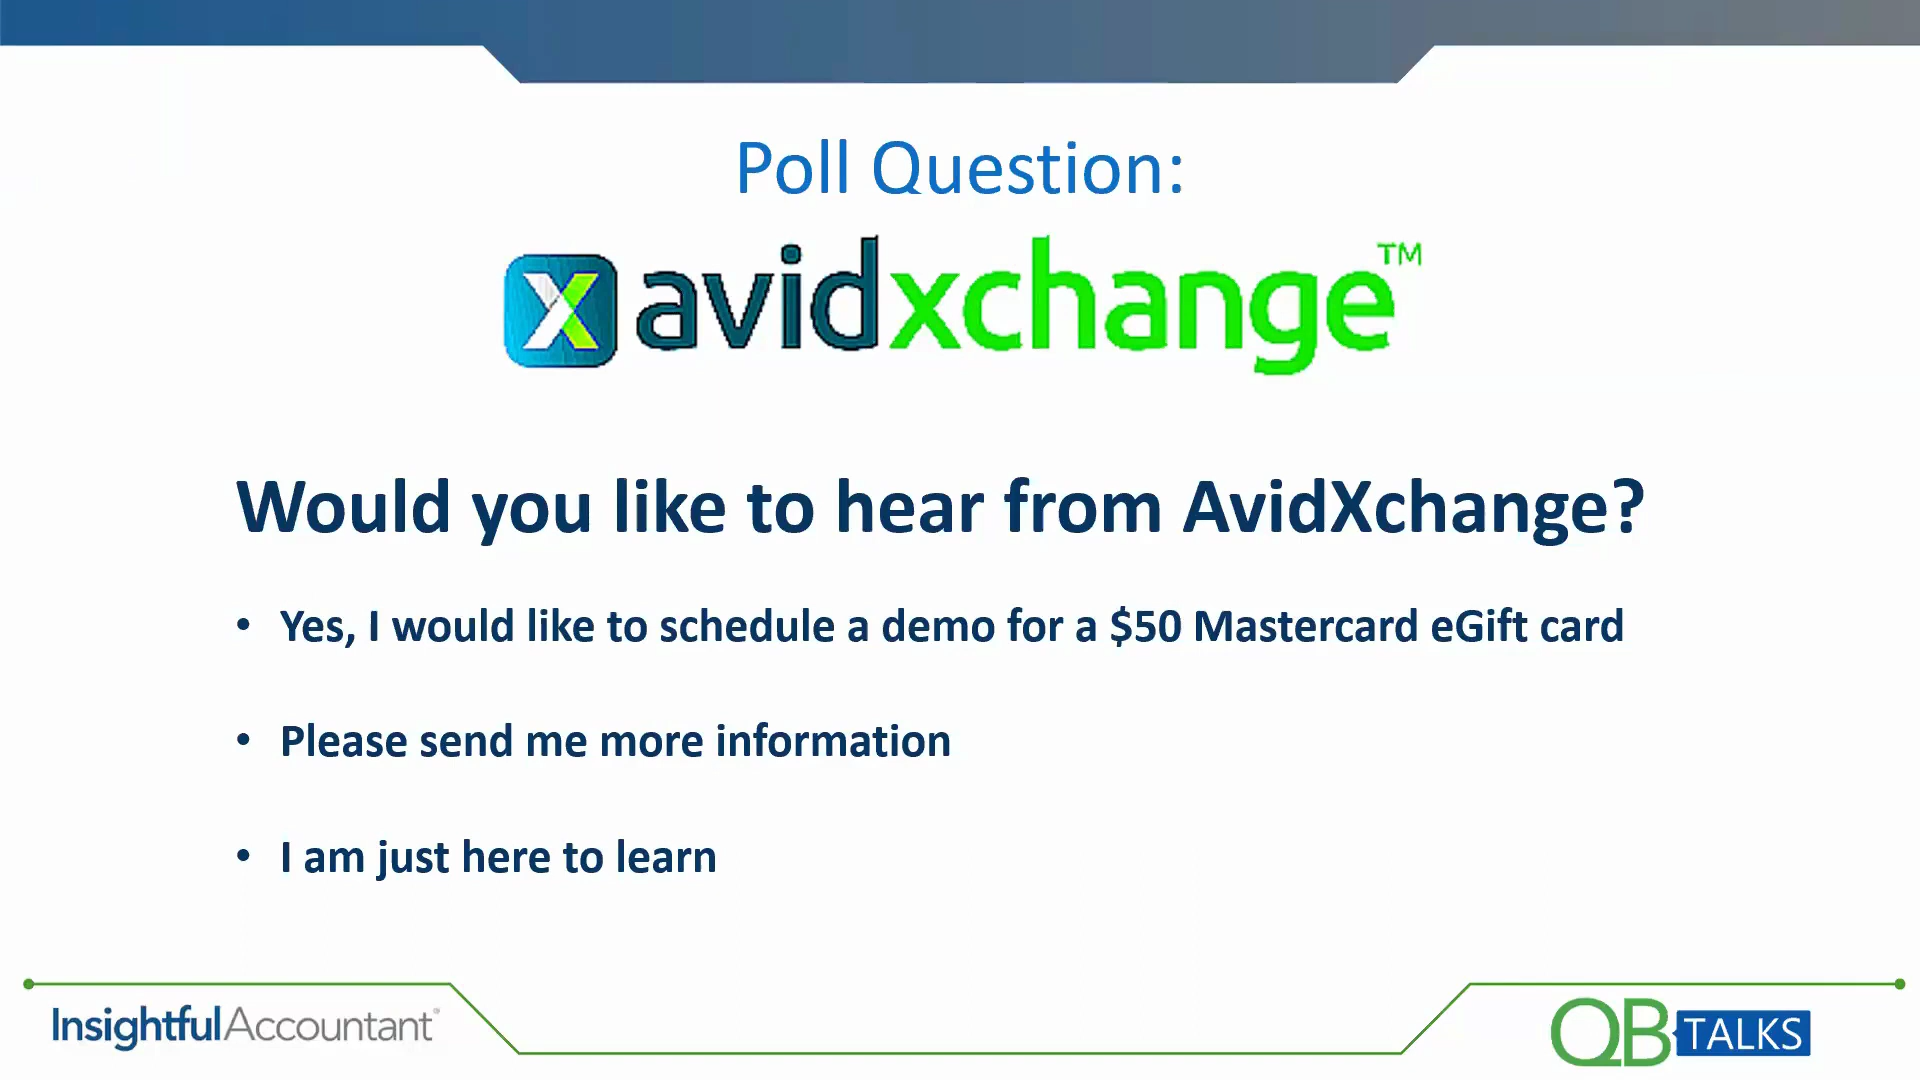 Poll Question:
avidxchange™
Would you like to hear from AvidXchange?
• Yes, I would like to schedule a demo for a $50 Mastercard eGift card
• Please send me more information
• I am just here to learn
InsightfulAccountant
QB TALKS